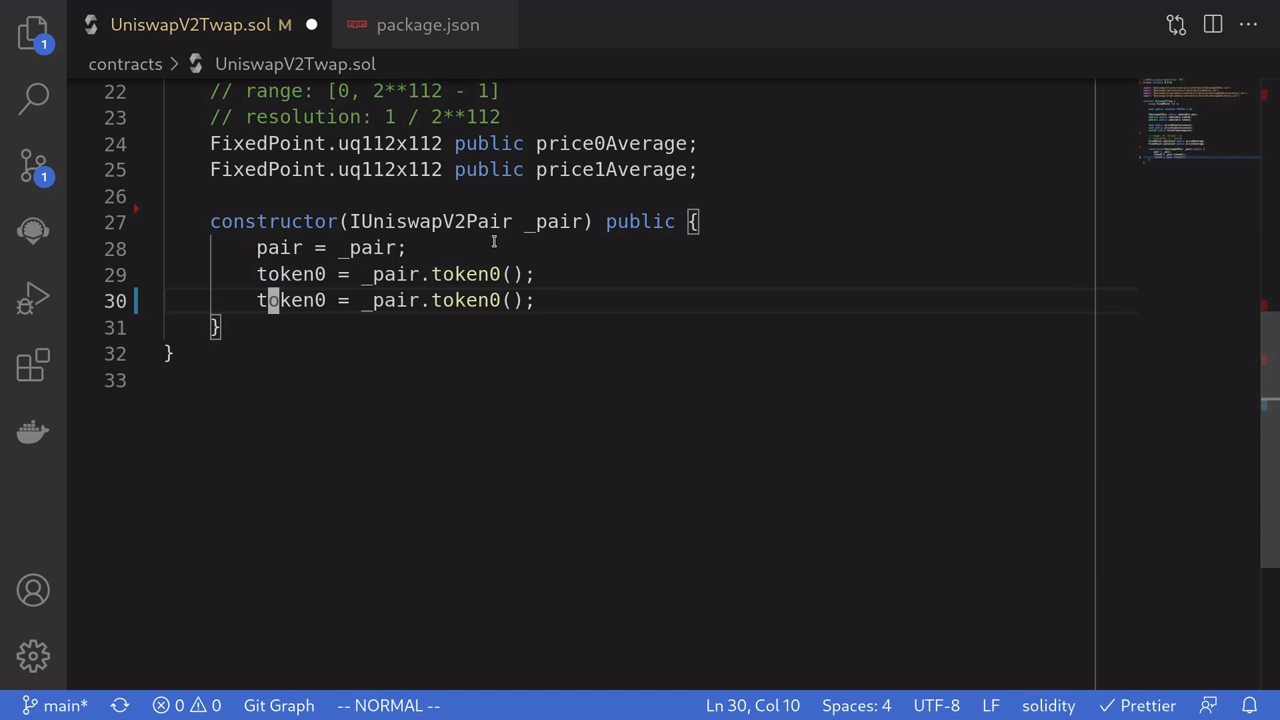 UniswapV2Twap.sol M
package.json
contracts > UniswapV2Twap.sol
1
1
22 // range: [0, 2**112 - 1]
23 // resolution: 1 / 2**112
24 FixedPoint.uq112x112 public price0Average;
25 FixedPoint.uq112x112 public price1Average;
26
27 constructor(IUniswapV2Pair _pair) public {
28 pair = _pair;
29 token0 = _pair.token0();
30 token0 = _pair.token0();
31 }
32 }
33
main* 0 0 Git Graph -- NORMAL -- Ln 30, Col 10 Spaces: 4 UTF-8 LF solidity Prettier